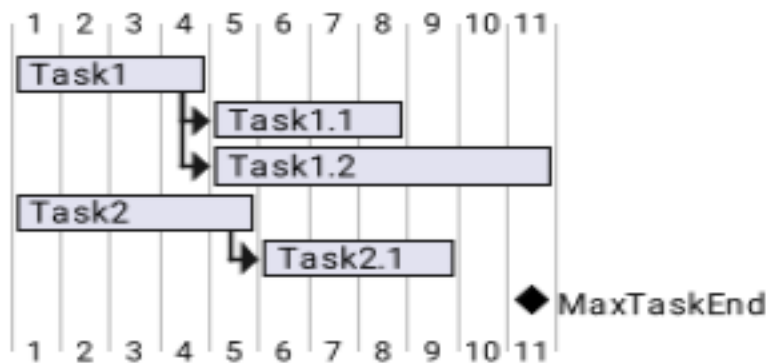 1 2 3 4 5 6 7 8 9 10 11
Task1
Task1.1
Task1.2
Task2
Task2.1
MaxTaskEnd
1 2 3 4 5 6 7 8 9 10 11